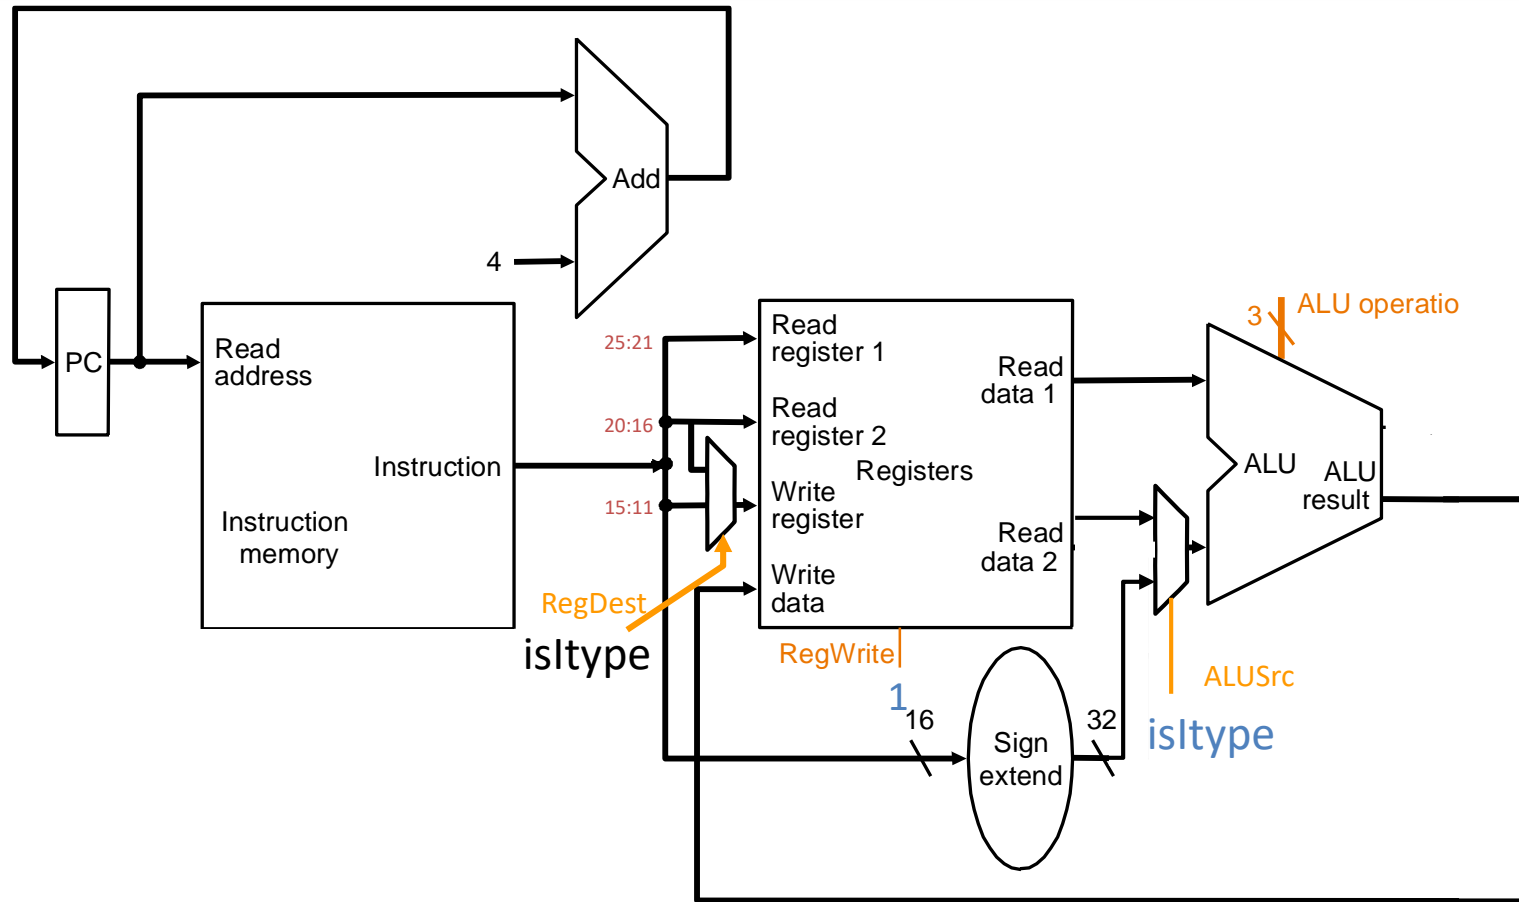 Add
4
PC
Read
address
Instruction
Instruction
memory
25:21
20:16
15:11
RegDest
isItype
Read
register 1
Read
register 2
Registers
Write
register
Write
data
Read
data 1
Read
data 2
RegWrite
1
16
Sign
extend
32
ALUSrc
isItype
3
ALU operatio
ALU
ALU
result